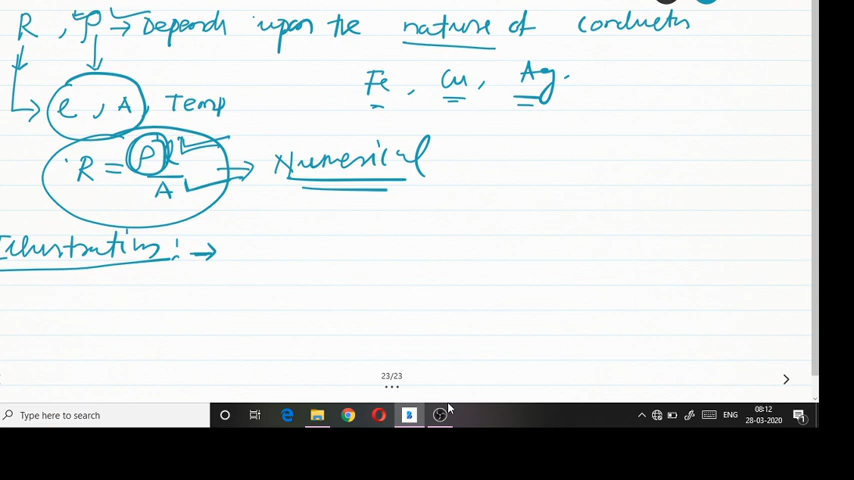 R , ρ → Depends upon the nature of conductors
Fe , Cu , Ag.
l , A , Temp
R = ρl/A → Numerical
Illustration : →
23/23
Type here to search
ENG
08:12
28-03-2020